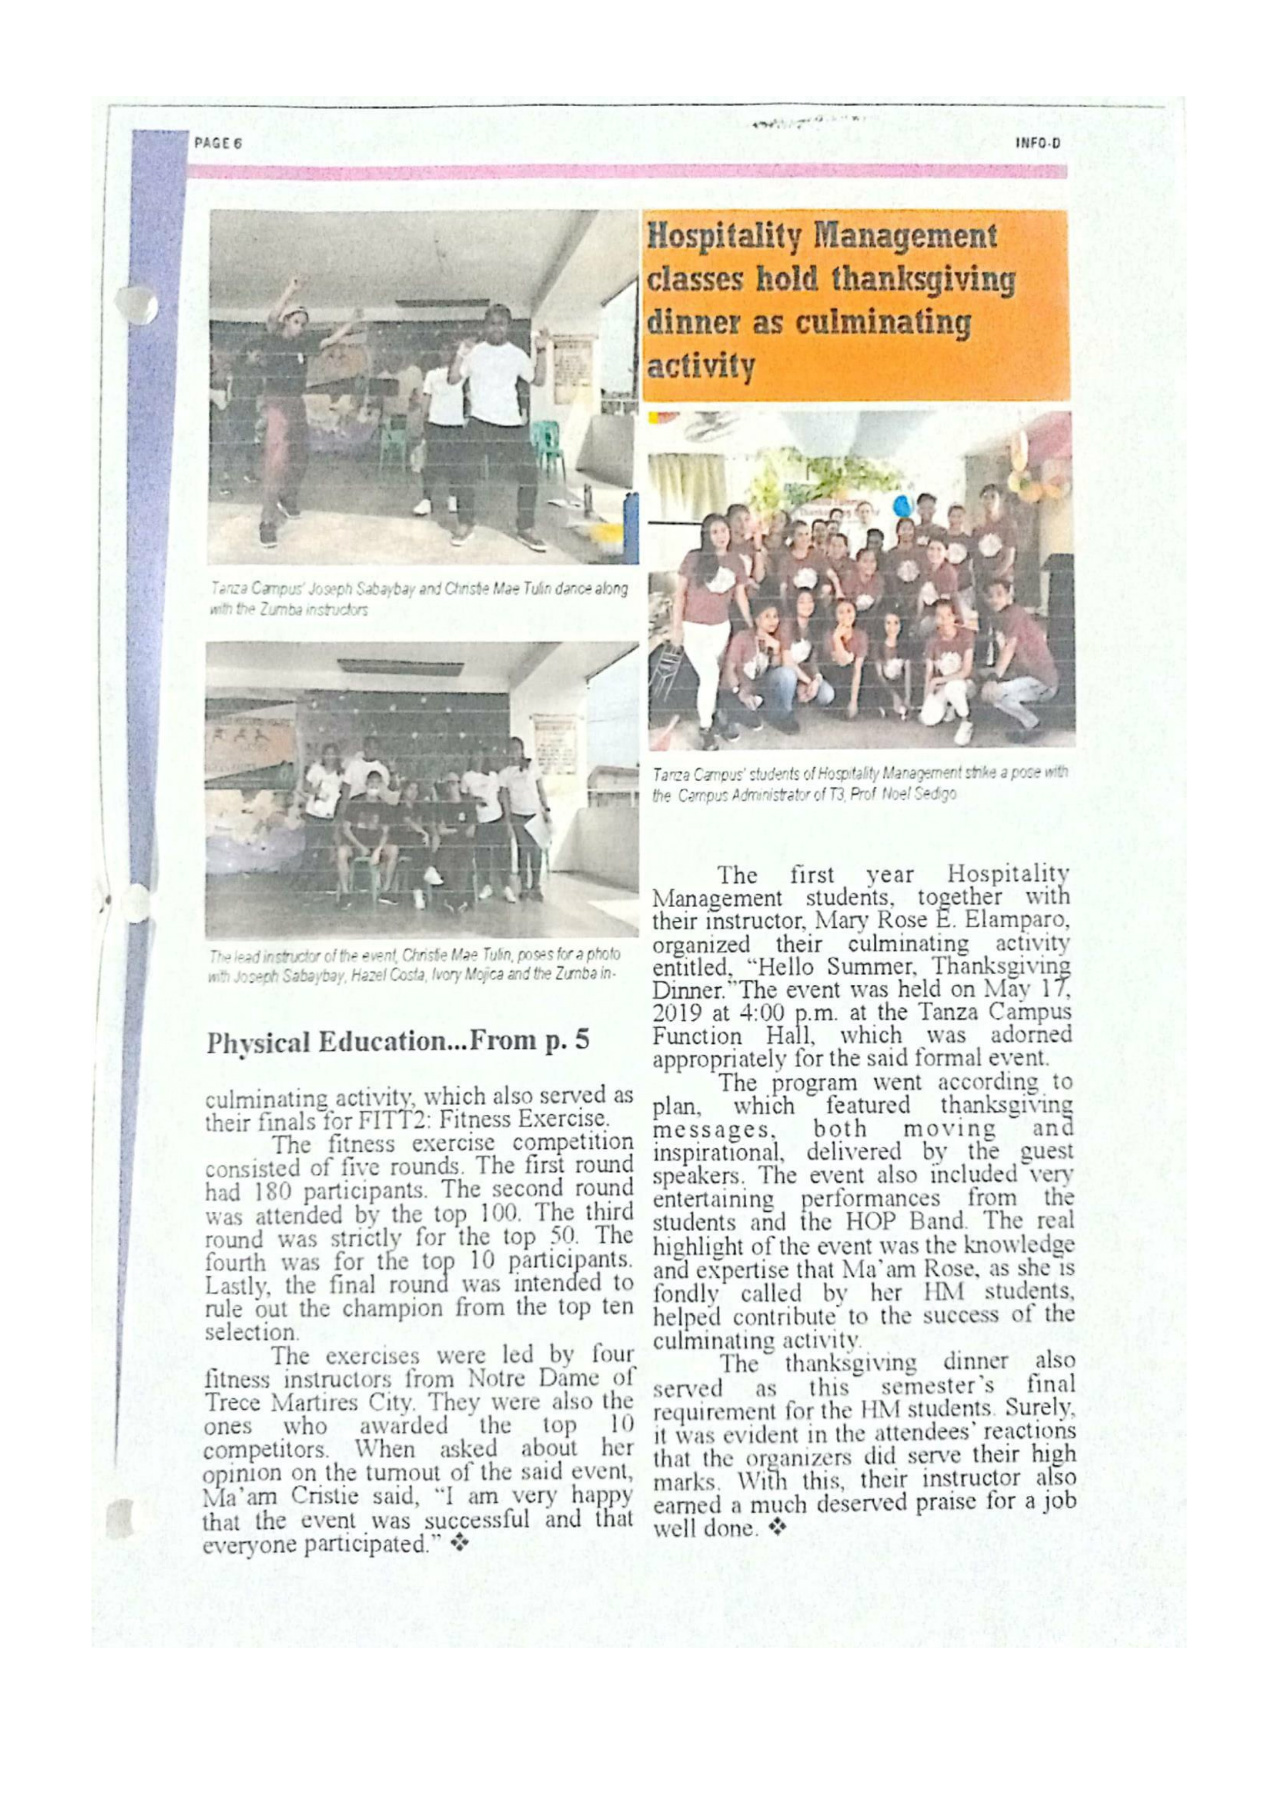 PAGE 6
INFO-D
Tanza Campus' Joseph Sabaybay and Christie Mae Tulin dance along
with the Zumba instructors
The lead instructor of the event, Christie Mae Tulin, poses for a photo
with Joseph Sabaybay, Hazel Costa, Ivory Mojica and the Zumba in-
Physical Education...From p. 5
culminating activity, which also served as
their finals for FITT2: Fitness Exercise.
The fitness exercise competition
consisted of five rounds. The first round
had 180 participants. The second round
was attended by the top 100. The third
round was strictly for the top 50. The
fourth was for the top 10 participants.
Lastly, the final round was intended to
rule out the champion from the top ten
selection.
The exercises were led by four
fitness instructors from Notre Dame of
Trece Martires City. They were also the
ones who awarded the top 10
competitors. When asked about her
opinion on the turnout of the said event,
Ma'am Cristie said, "I am very happy
that the event was successful and that
everyone participated." ❖
Hospitality Management
classes hold thanksgiving
dinner as culminating
activity
Tanza Campus' students of Hospitality Management strike a pose with
the Campus Administrator of T3, Prof Noel Sedigo
The first year Hospitality
Management students, together with
their instructor, Mary Rose E. Elamparo,
organized their culminating activity
entitled, "Hello Summer, Thanksgiving
Dinner."The event was held on May 17,
2019 at 4:00 p.m. at the Tanza Campus
Function Hall, which was adorned
appropriately for the said formal event.
The program went according to
plan, which featured thanksgiving
messages, both moving and
inspirational, delivered by the guest
speakers. The event also included very
entertaining performances from the
students and the HOP Band. The real
highlight of the event was the knowledge
and expertise that Ma'am Rose, as she is
fondly called by her HM students,
helped contribute to the success of the
culminating activity.
The thanksgiving dinner also
served as this semester's final
requirement for the HM students. Surely,
it was evident in the attendees' reactions
that the organizers did serve their high
marks. With this, their instructor also
earned a much deserved praise for a job
well done. ❖